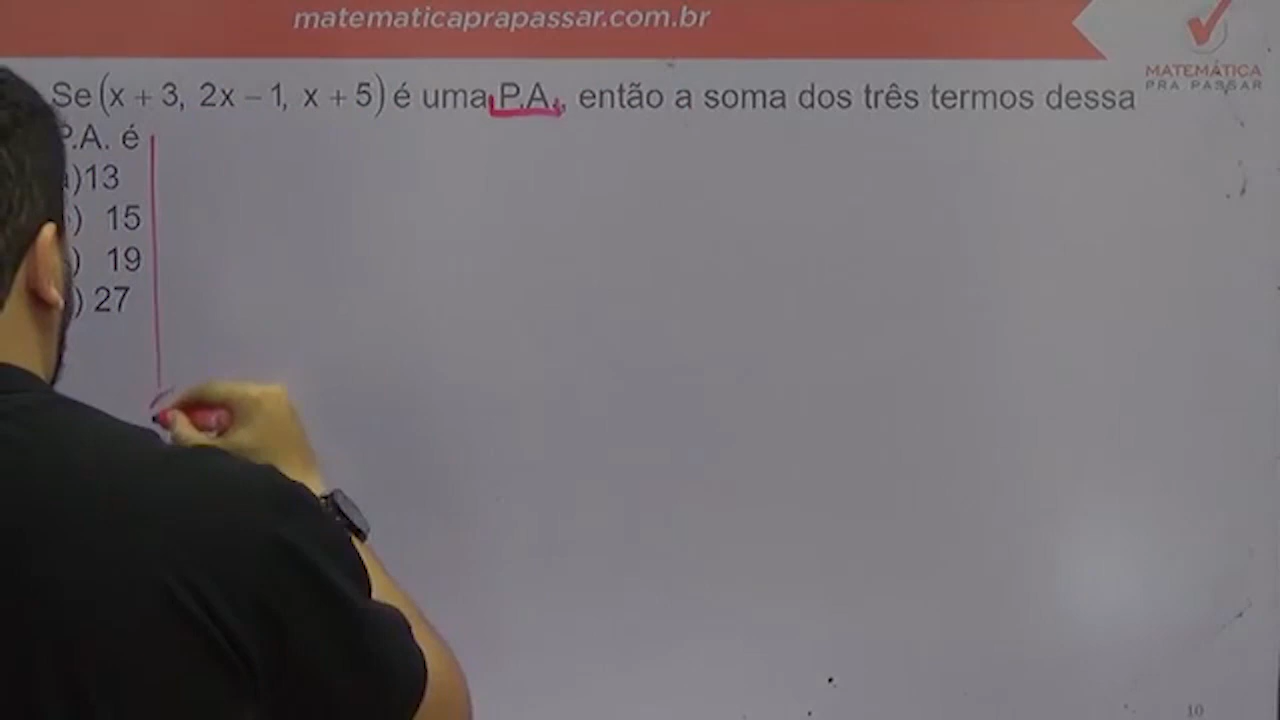 matematicaprapassar.com.br
MATEMÁTICA
PRA PASSAR
Se (x + 3, 2x – 1, x + 5) é uma P.A., então a soma dos três termos dessa
P.A. é
)13
) 15
) 19
) 27
10